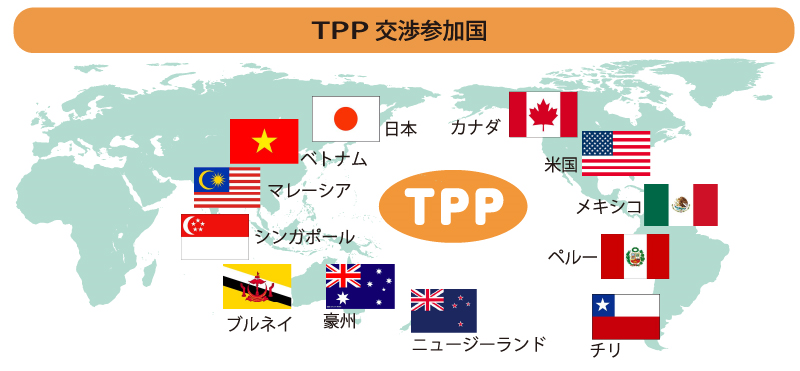 TPP 交渉参加国
日本
カナダ
ベトナム
米国
マレーシア
メキシコ
TPP
シンガポール
ペルー
ブルネイ
豪州
ニュージーランド
チリ